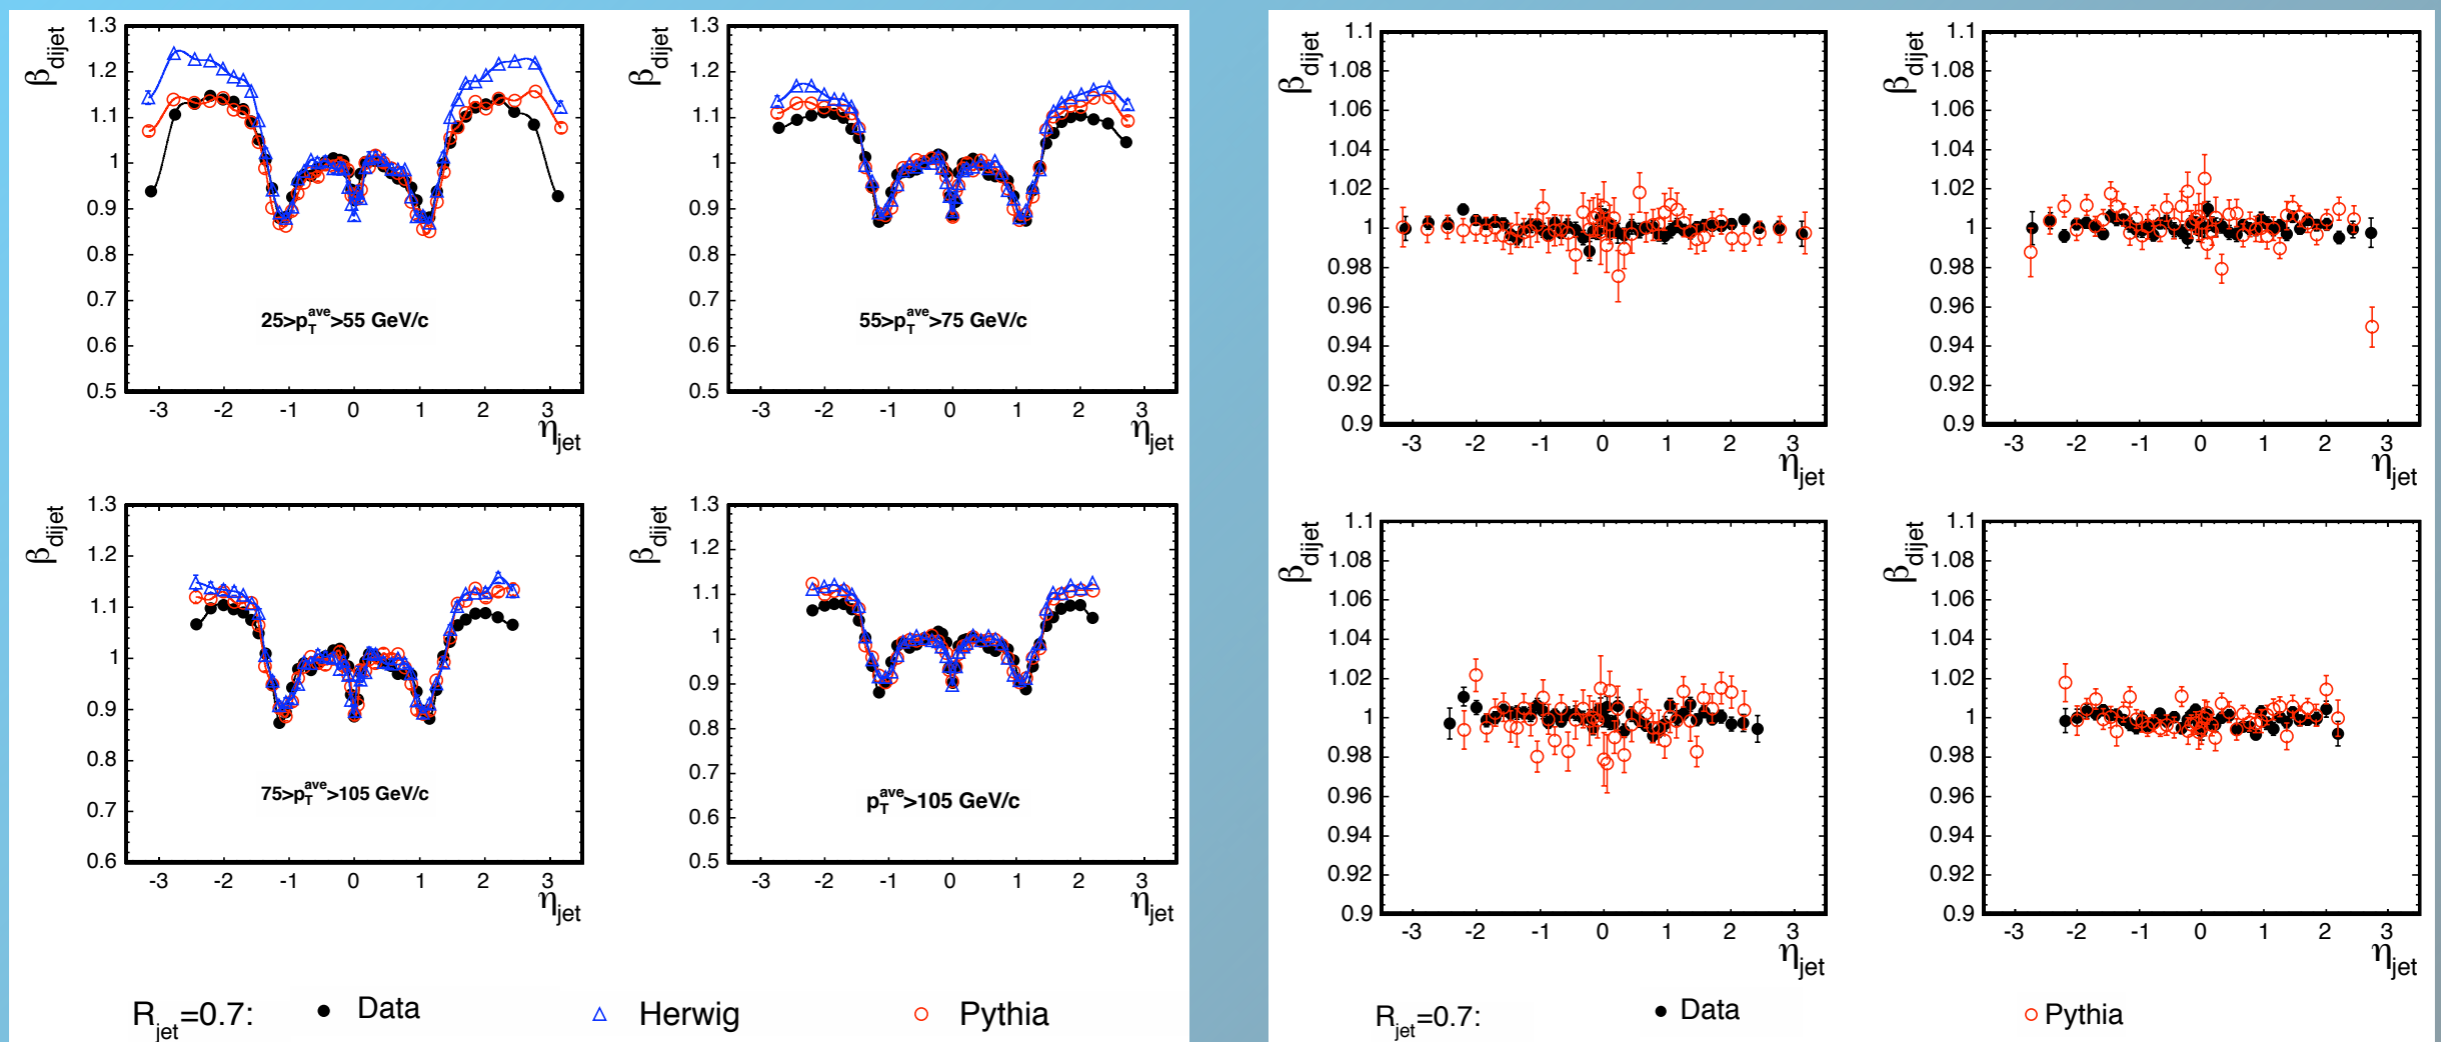 β_dijet
1.3
1.2
1.1
1
0.9
0.8
0.7
0.6
0.5
25>p_T^ave>55 GeV/c
-3 -2 -1 0 1 2 3
η_jet
β_dijet
1.3
1.2
1.1
1
0.9
0.8
0.7
0.6
0.5
55>p_T^ave>75 GeV/c
-3 -2 -1 0 1 2 3
η_jet
β_dijet
1.3
1.2
1.1
1
0.9
0.8
0.7
0.6
75>p_T^ave>105 GeV/c
-3 -2 -1 0 1 2 3
η_jet
β_dijet
1.3
1.2
1.1
1
0.9
0.8
0.7
0.6
0.5
p_T^ave>105 GeV/c
-3 -2 -1 0 1 2 3
η_jet
R_jet=0.7: Data Herwig Pythia
β_dijet
1.1
1.08
1.06
1.04
1.02
1
0.98
0.96
0.94
0.92
0.9
-3 -2 -1 0 1 2 3
η_jet
β_dijet
1.1
1.08
1.06
1.04
1.02
1
0.98
0.96
0.94
0.92
0.9
-3 -2 -1 0 1 2 3
η_jet
β_dijet
1.1
1.08
1.06
1.04
1.02
1
0.98
0.96
0.94
0.92
0.9
-3 -2 -1 0 1 2 3
η_jet
β_dijet
1.1
1.08
1.06
1.04
1.02
1
0.98
0.96
0.94
0.92
0.9
-3 -2 -1 0 1 2 3
η_jet
R_jet=0.7: Data Pythia